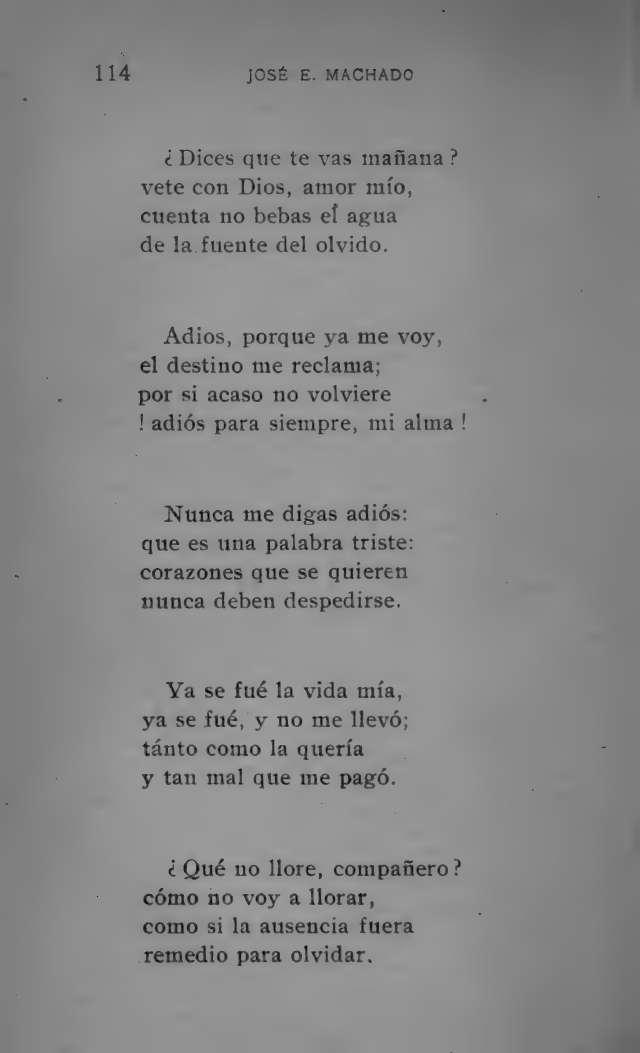 114 JOSÉ E. MACHADO
¿Dices que te vas mañana?
vete con Dios, amor mío,
cuenta no bebas el agua
de la fuente del olvido.
Adios, porque ya me voy,
el destino me reclama;
por si acaso no volviere
! adiós para siempre, mi alma !
Nunca me digas adiós:
que es una palabra triste:
corazones que se quieren
nunca deben despedirse.
Ya se fué la vida mía,
ya se fué, y no me llevó;
tánto como la quería
y tan mal que me pagó.
¿Qué no llore, compañero?
cómo no voy a llorar,
como si la ausencia fuera
remedio para olvidar.